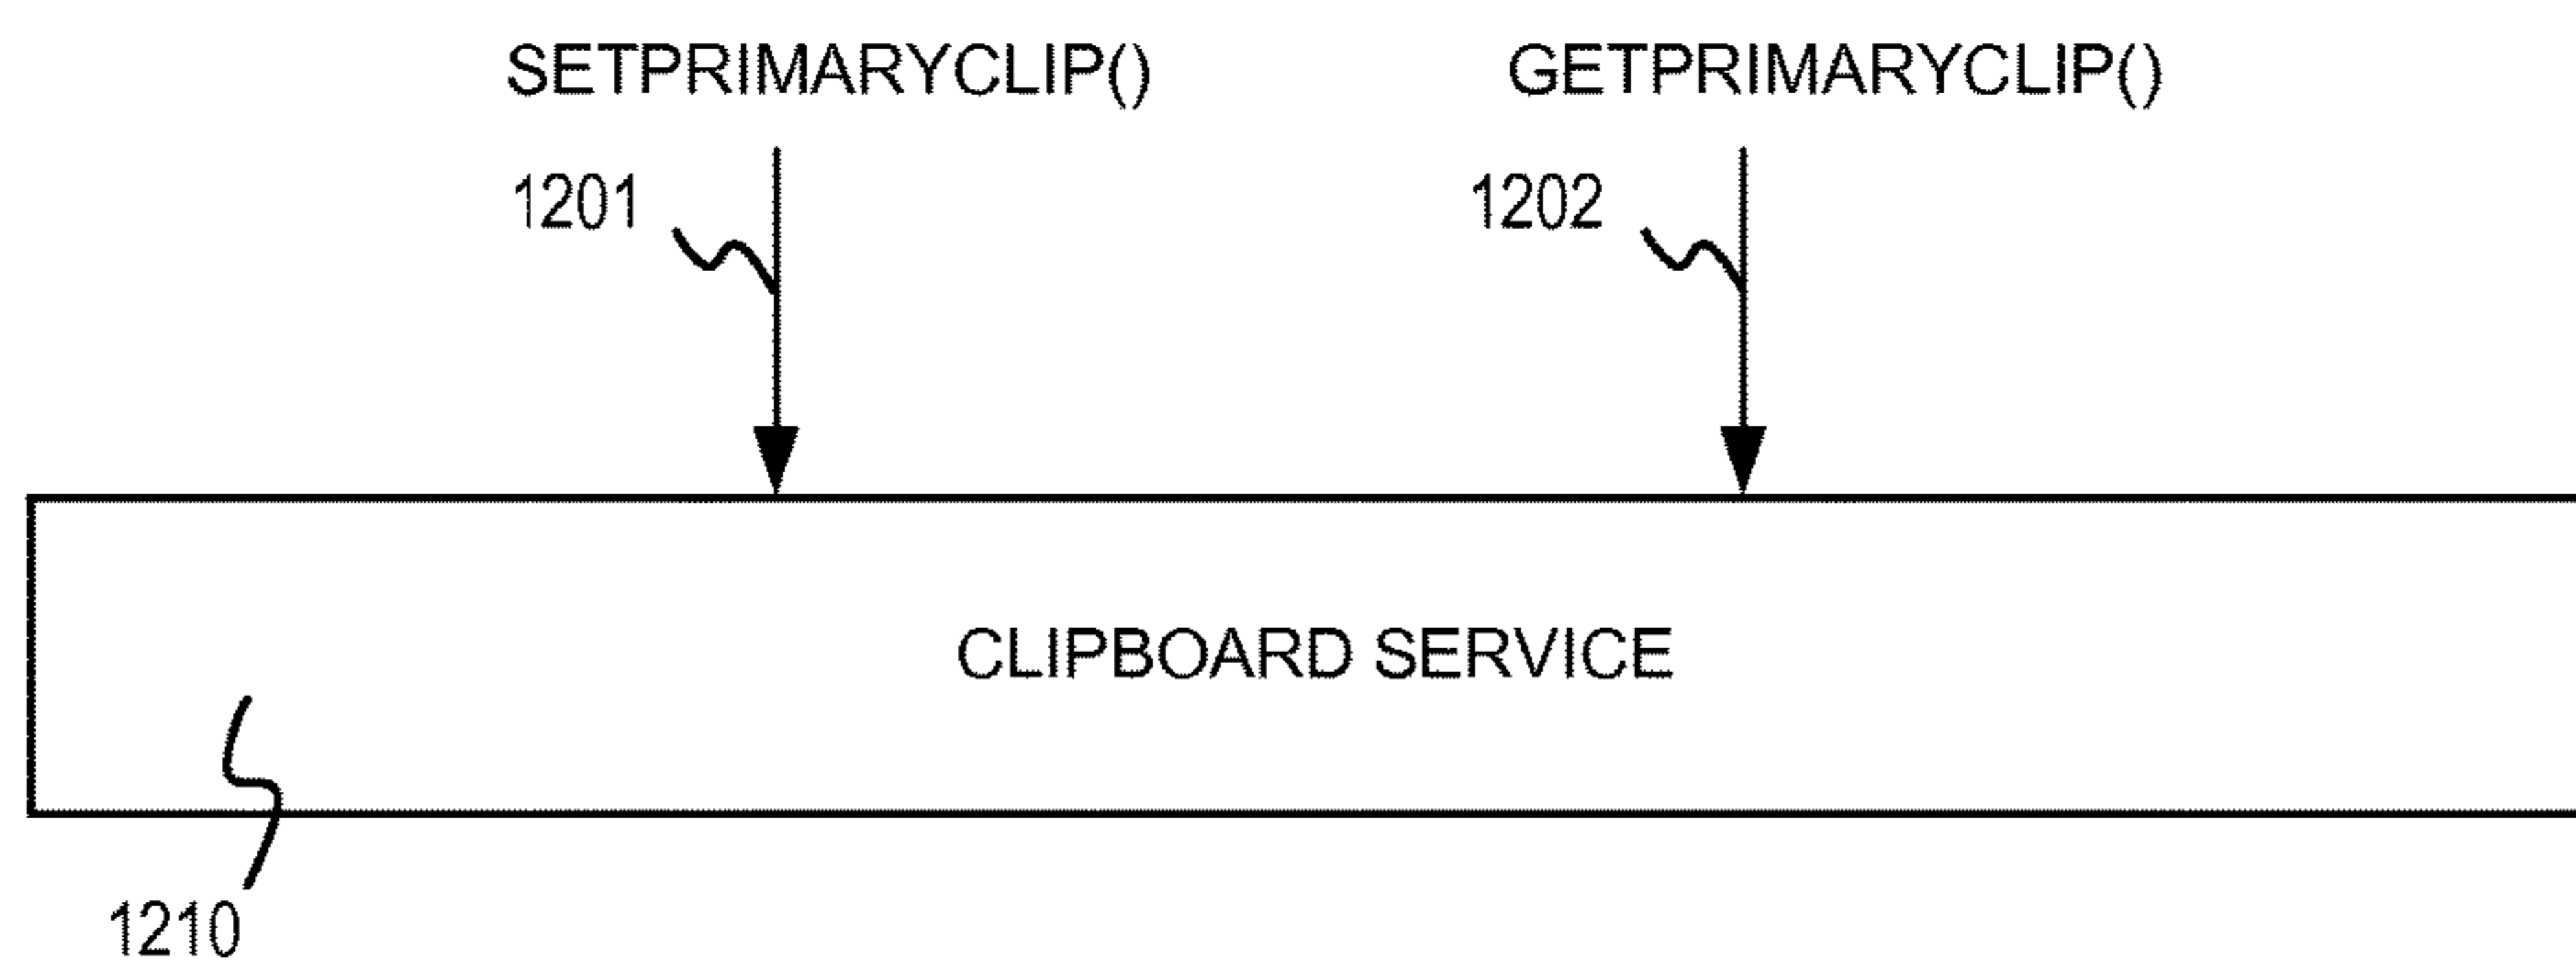 SETPRIMARYCLIP() GETPRIMARYCLIP()
1201 1202
CLIPBOARD SERVICE
1210